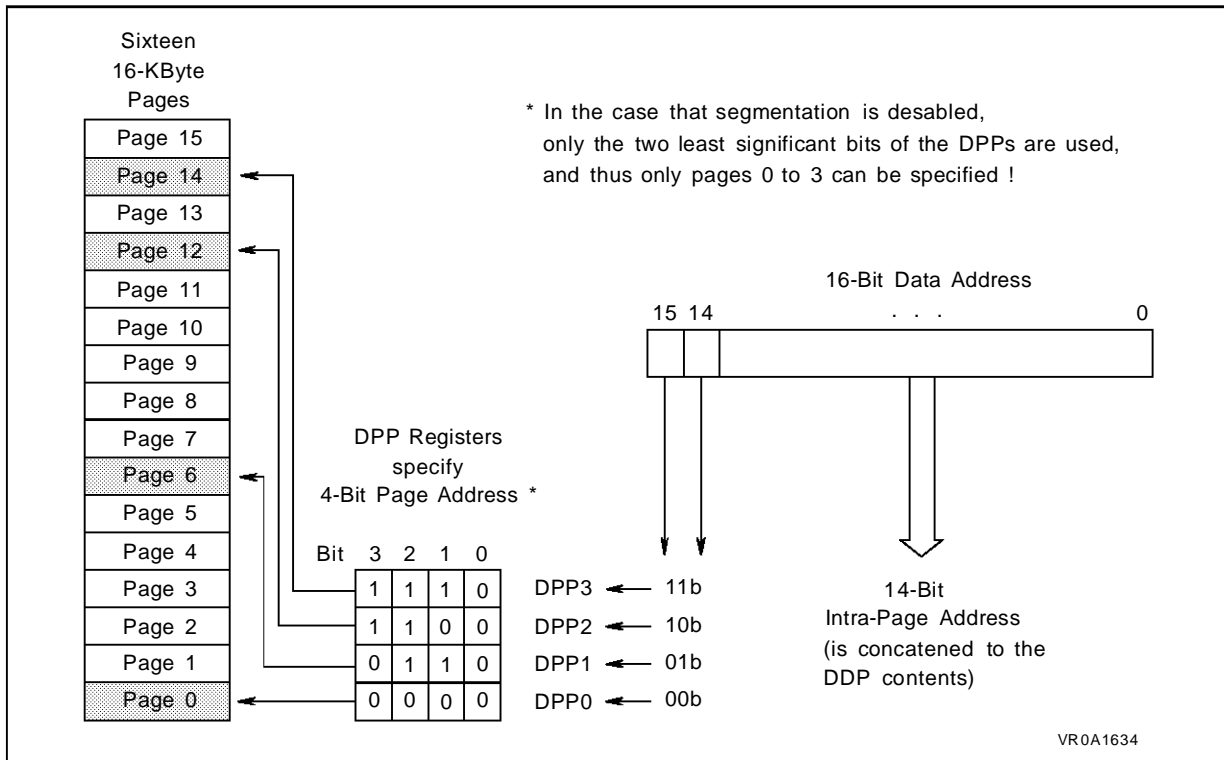 Sixteen
16-KByte
Pages
Page 15
Page 14
Page 13
Page 12
Page 11
Page 10
Page 9
Page 8
Page 7
Page 6
Page 5
Page 4
Page 3
Page 2
Page 1
Page 0
* In the case that segmentation is desabled,
only the two least significant bits of the DPPs are used,
and thus only pages 0 to 3 can be specified !
16-Bit Data Address
15 14 . . . 0
DPP Registers
specify
4-Bit Page Address *
Bit 3 2 1 0
1 1 1 0 DPP3 11b
1 1 0 0 DPP2 10b
0 1 1 0 DPP1 01b
0 0 0 0 DPP0 00b
14-Bit
Intra-Page Address
(is concatened to the
DDP contents)
VR0A1634